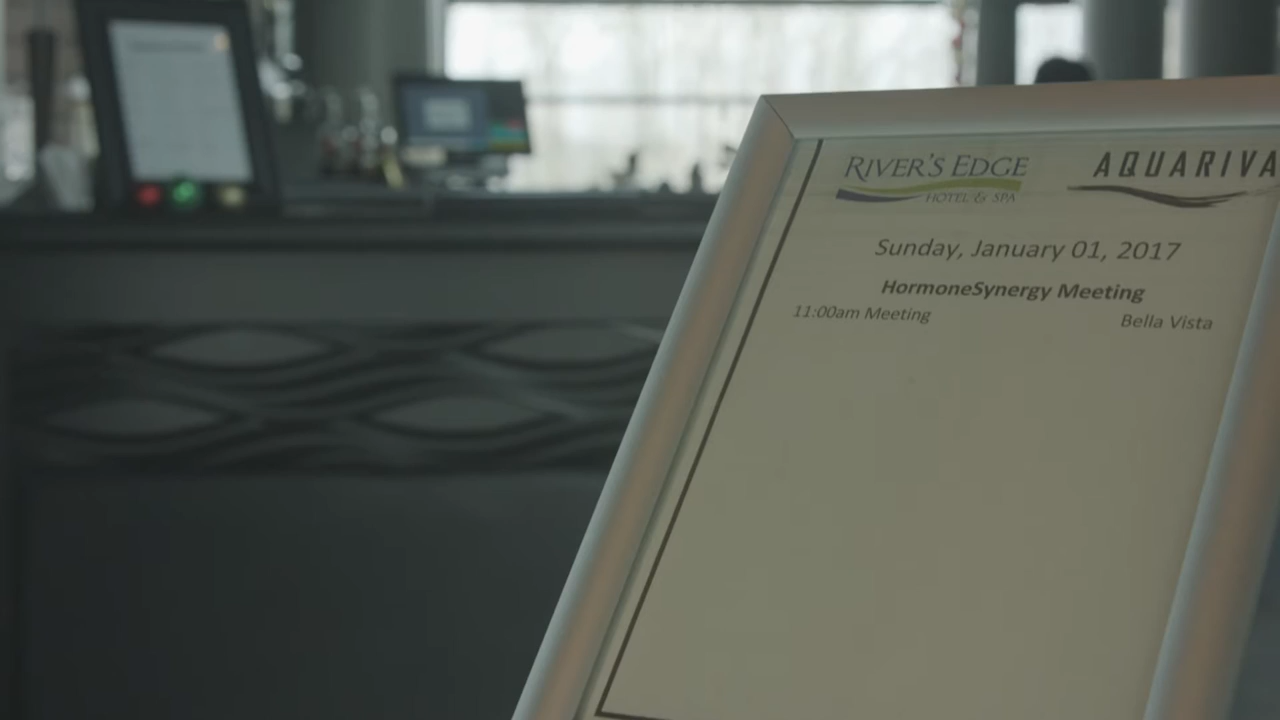 RIVER'S EDGE
HOTEL & SPA
AQUARIVA
Sunday, January 01, 2017
HormoneSynergy Meeting
11:00am Meeting
Bella Vista